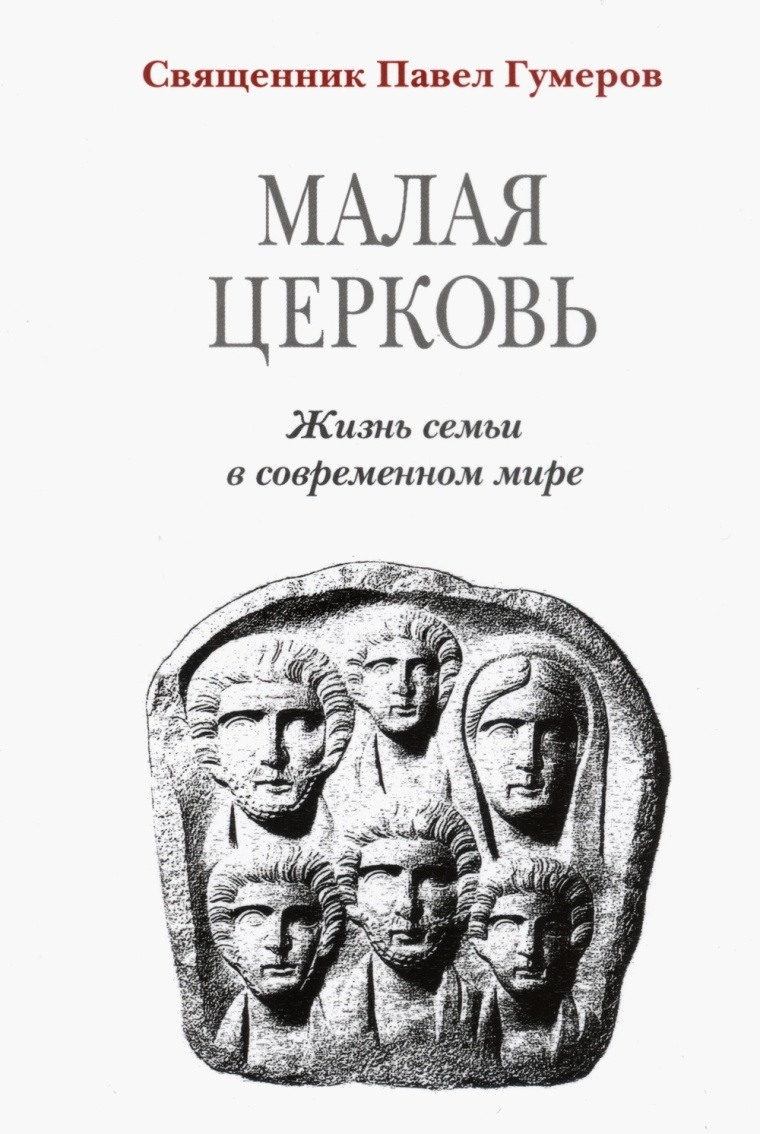 Священник Павел Гумеров
МАЛАЯ
ЦЕРКОВЬ
Жизнь семьи
в современном мире